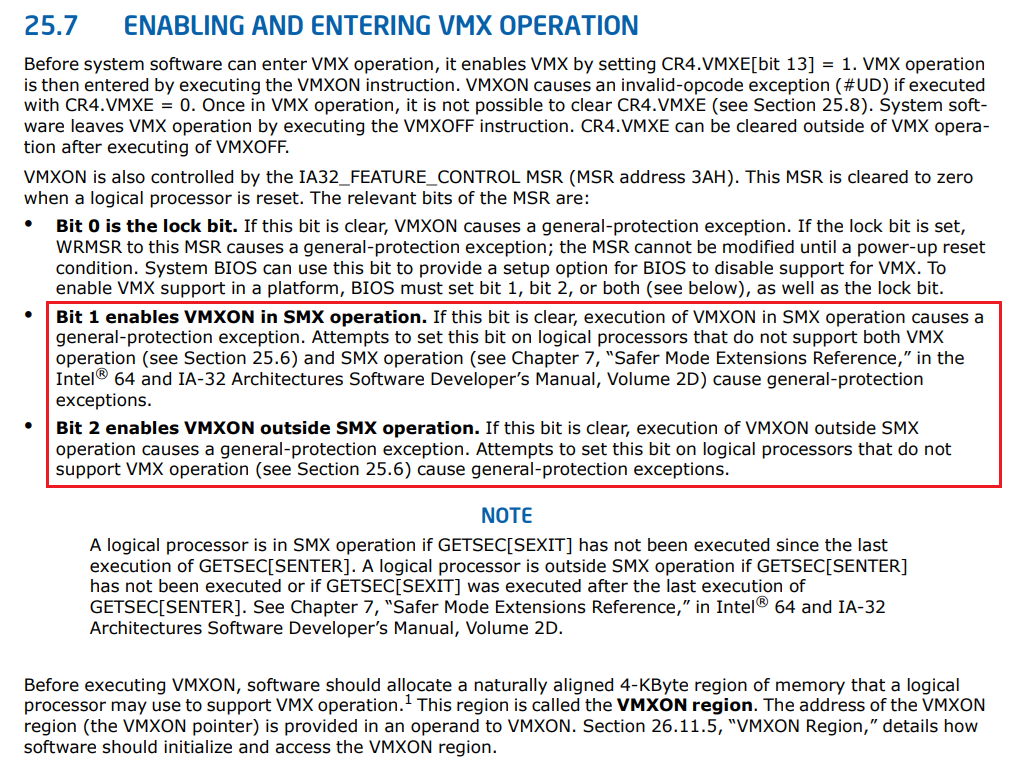 25.7 ENABLING AND ENTERING VMX OPERATION
Before system software can enter VMX operation, it enables VMX by setting CR4.VMXE[bit 13] = 1. VMX operation
is then entered by executing the VMXON instruction. VMXON causes an invalid-opcode exception (#UD) if executed
with CR4.VMXE = 0. Once in VMX operation, it is not possible to clear CR4.VMXE (see Section 25.8). System soft-
ware leaves VMX operation by executing the VMXOFF instruction. CR4.VMXE can be cleared outside of VMX opera-
tion after executing of VMXOFF.
VMXON is also controlled by the IA32_FEATURE_CONTROL MSR (MSR address 3AH). This MSR is cleared to zero
when a logical processor is reset. The relevant bits of the MSR are:
• Bit 0 is the lock bit. If this bit is clear, VMXON causes a general-protection exception. If the lock bit is set,
WRMSR to this MSR causes a general-protection exception; the MSR cannot be modified until a power-up reset
condition. System BIOS can use this bit to provide a setup option for BIOS to disable support for VMX. To
enable VMX support in a platform, BIOS must set bit 1, bit 2, or both (see below), as well as the lock bit.
• Bit 1 enables VMXON in SMX operation. If this bit is clear, execution of VMXON in SMX operation causes a
general-protection exception. Attempts to set this bit on logical processors that do not support both VMX
operation (see Section 25.6) and SMX operation (see Chapter 7, “Safer Mode Extensions Reference,” in the
Intel® 64 and IA-32 Architectures Software Developer’s Manual, Volume 2D) cause general-protection
exceptions.
• Bit 2 enables VMXON outside SMX operation. If this bit is clear, execution of VMXON outside SMX
operation causes a general-protection exception. Attempts to set this bit on logical processors that do not
support VMX operation (see Section 25.6) cause general-protection exceptions.
NOTE
A logical processor is in SMX operation if GETSEC[SEXIT] has not been executed since the last
execution of GETSEC[SENTER]. A logical processor is outside SMX operation if GETSEC[SENTER]
has not been executed or if GETSEC[SEXIT] was executed after the last execution of
GETSEC[SENTER]. See Chapter 7, “Safer Mode Extensions Reference,” in Intel® 64 and IA-32
Architectures Software Developer’s Manual, Volume 2D.
Before executing VMXON, software should allocate a naturally aligned 4-KByte region of memory that a logical
processor may use to support VMX operation.1 This region is called the VMXON region. The address of the VMXON
region (the VMXON pointer) is provided in an operand to VMXON. Section 26.11.5, “VMXON Region,” details how
software should initialize and access the VMXON region.